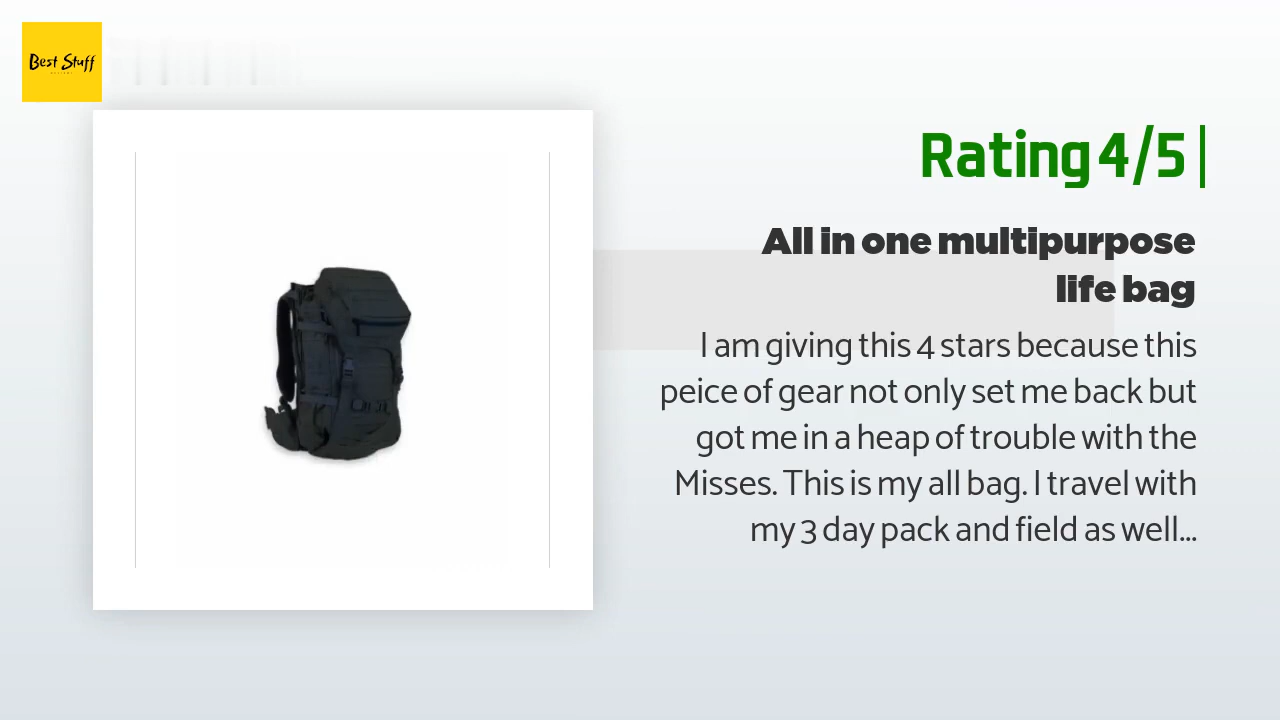 Best Stuff
Rating 4/5
All in one multipurpose
life bag
I am giving this 4 stars because this
peice of gear not only set me back but
got me in a heap of trouble with the
Misses. This is my all bag. I travel with
my 3 day pack and field as well...